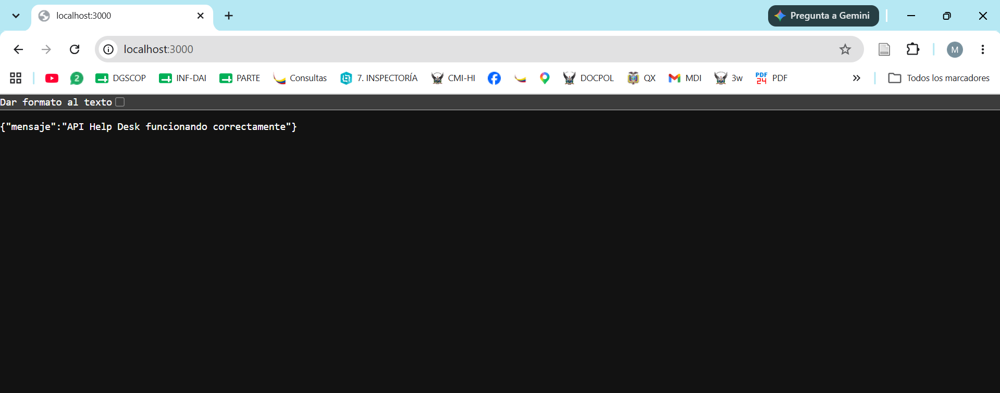 localhost:3000
Pregunta a Gemini
localhost:3000
M
2
DGSCOP
INF-DAI
PARTE
Consultas
7. INSPECTORÍA
CMI-HI
DOCPOL
QX
MDI
3w
PDF
24
PDF
Todos los marcadores
Dar formato al texto
{"mensaje":"API Help Desk funcionando correctamente"}